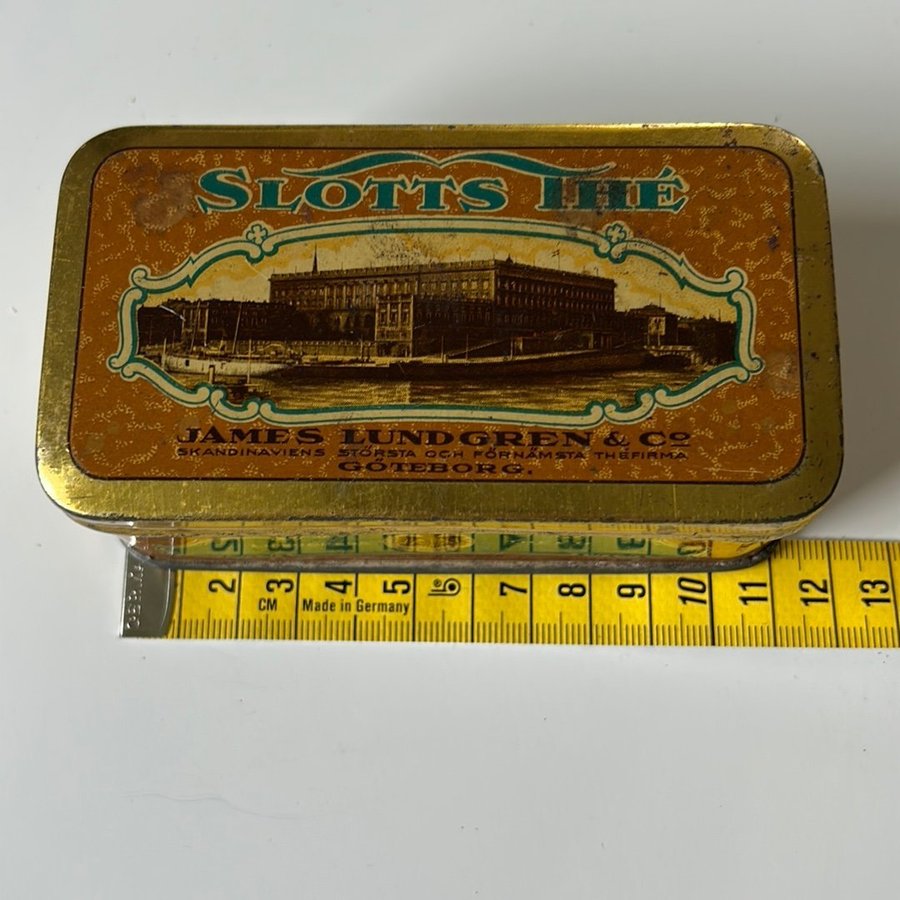 SLOTTS THÉ
JAMES LUNDGREN & Cº
SKANDINAVIENS STÖRSTA OCH FÖRNÄMSTA THÉFIRMA
GÖTEBORG.
2 3 4 5 7 8 9 10 11 12 13
CM Made in Germany